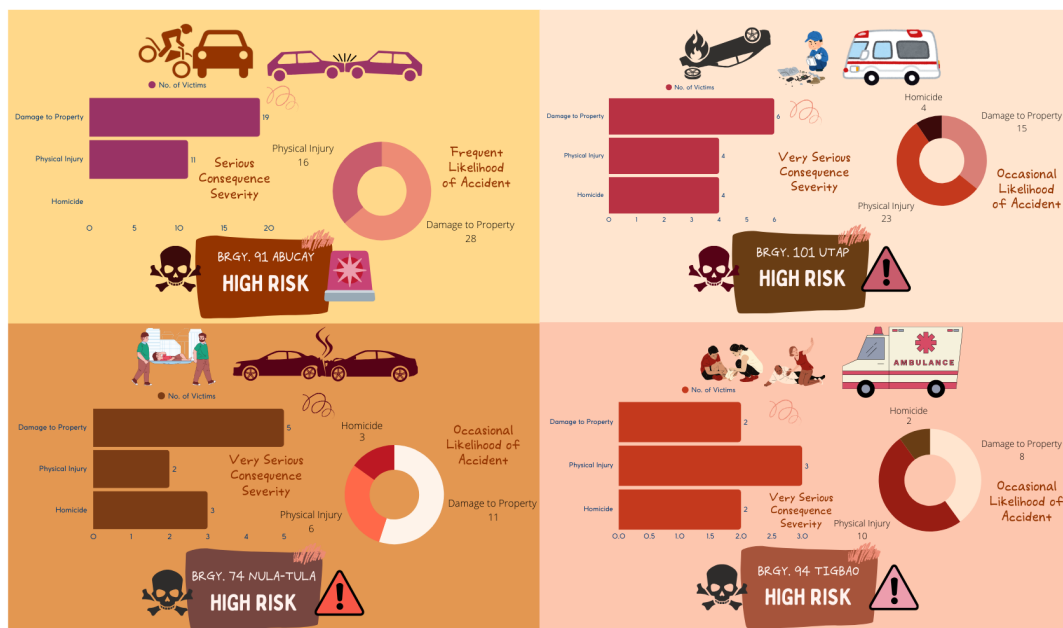 No. of Victims
Damage to Property
19
Physical Injury
11
Homicide
0
5
10
15
20
Serious
Consequence
Severity
Physical Injury
16
Frequent
Likelihood
of Accident
Damage to Property
28
BRGY. 91 ABUCAY
HIGH RISK
No. of Victims
Damage to Property
6
Physical Injury
4
Homicide
4
0
1
2
3
4
5
6
Very Serious
Consequence
Severity
Homicide
4
Damage to Property
15
Physical Injury
23
Occasional
Likelihood
of Accident
BRGY. 101 UTAP
HIGH RISK
No. of Victims
Damage to Property
5
Physical Injury
2
Homicide
3
0
1
2
3
4
5
Very Serious
Consequence
Severity
Homicide
3
Physical Injury
6
Occasional
Likelihood of
Accident
Damage to Property
11
BRGY. 74 NULA-TULA
HIGH RISK
AMBULANCE
No. of Victims
Damage to Property
2
Physical Injury
3
Homicide
2
0.0
0.5
1.0
1.5
2.0
2.5
3.0
Very Serious
Consequence
Severity
Homicide
2
Damage to Property
8
Physical Injury
10
Occasional
Likelihood of
Accident
BRGY. 94 TIGBAO
HIGH RISK